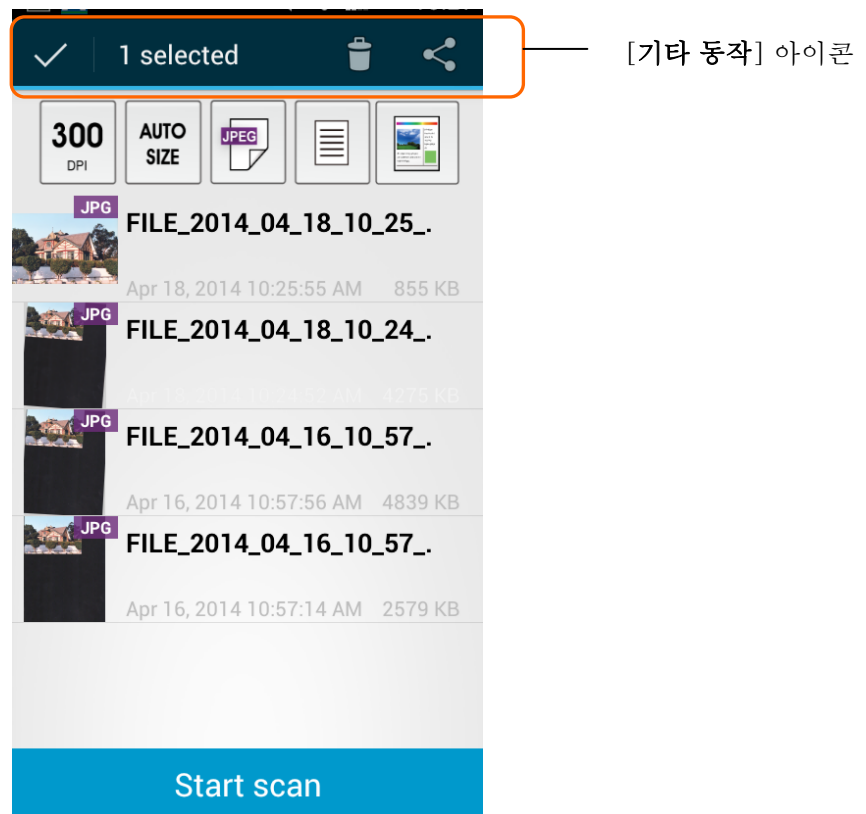 1 selected
[기타 동작] 아이콘
300 DPI
AUTO SIZE
JPEG
JPG
FILE_2014_04_18_10_25_.
Apr 18, 2014 10:25:55 AM 855 KB
JPG
FILE_2014_04_18_10_24_.
4275 KB
JPG
FILE_2014_04_16_10_57_.
Apr 16, 2014 10:57:56 AM 4839 KB
JPG
FILE_2014_04_16_10_57_.
Apr 16, 2014 10:57:14 AM 2579 KB
Start scan